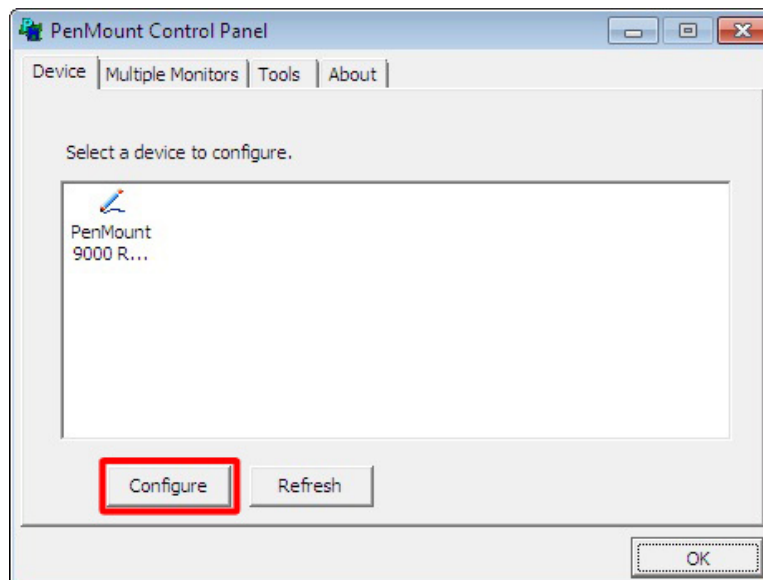 PenMount Control Panel
Device Multiple Monitors Tools About
Select a device to configure.
PenMount
9000 R...
Configure Refresh
OK